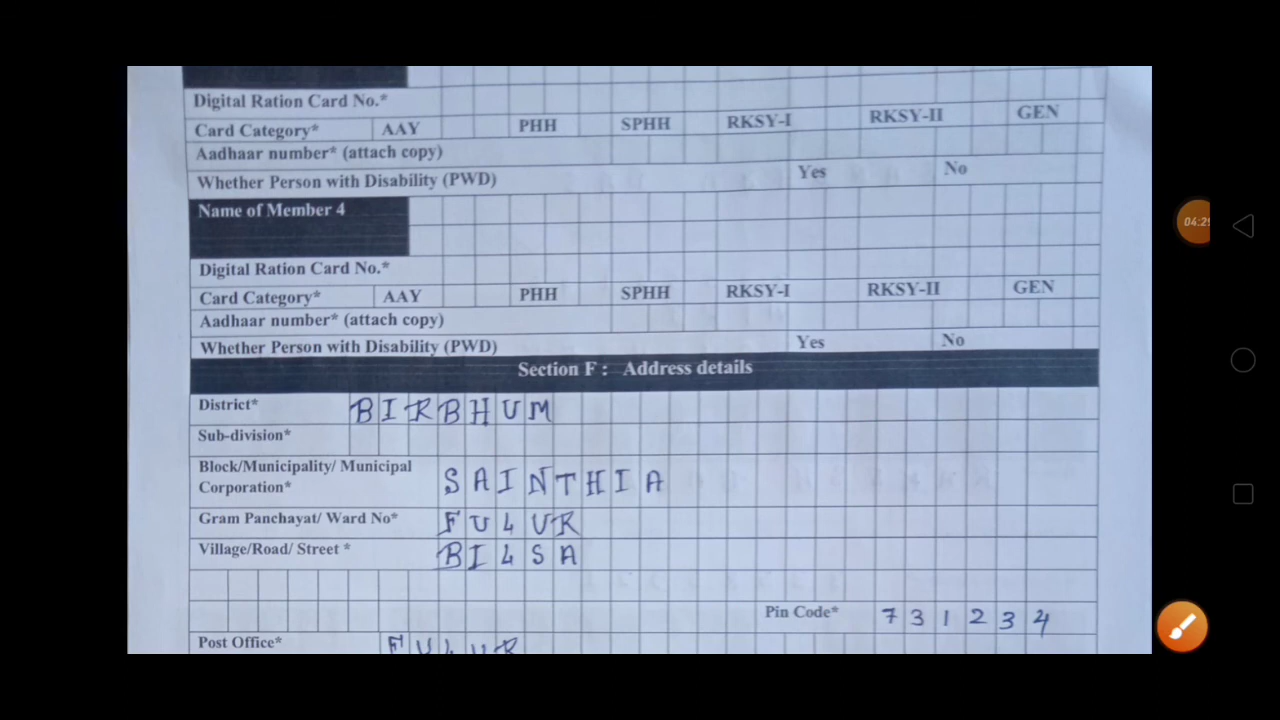 Digital Ration Card No.*
Card Category* AAY PHH SPHH RKSY-I RKSY-II GEN
Aadhaar number* (attach copy)
Whether Person with Disability (PWD) Yes No
Name of Member 4
Digital Ration Card No.*
Card Category* AAY PHH SPHH RKSY-I RKSY-II GEN
Aadhaar number* (attach copy)
Whether Person with Disability (PWD) Yes No
Section F : Address details
District* BIRBHUM
Sub-division*
Block/Municipality/ Municipal
Corporation* SAINTHIA
Gram Panchayat/ Ward No* FULUR
Village/Road/ Street * BILSA
Pin Code* 731234
Post Office* FULUR
04:29